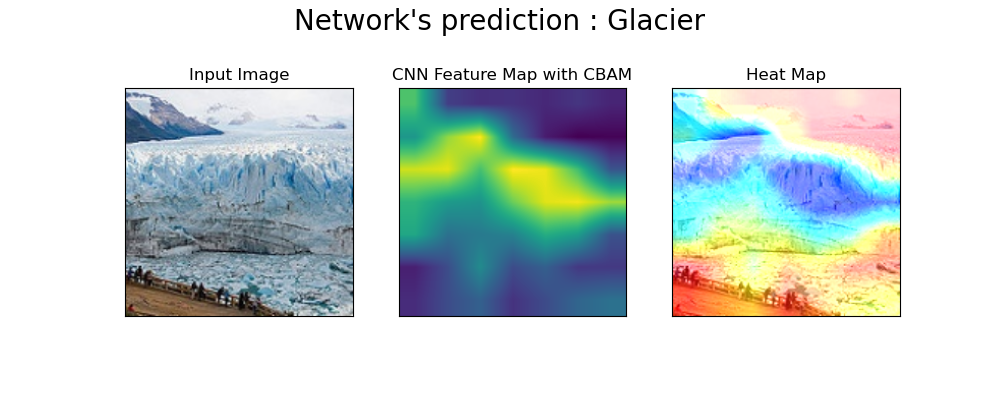 Network's prediction : Glacier
Input Image
CNN Feature Map with CBAM
Heat Map